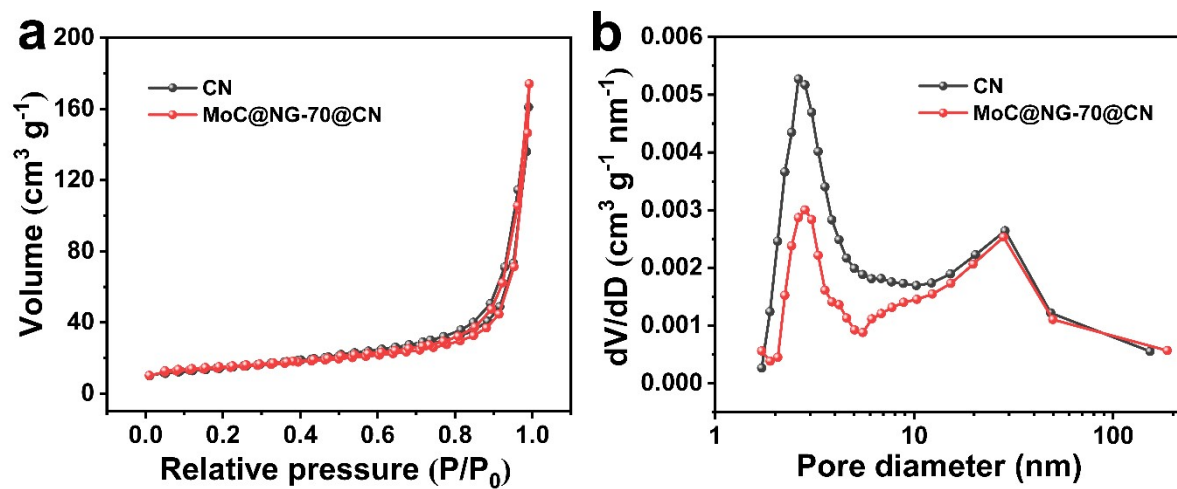 a
200
160
120
80
40
0
Volume (cm³ g⁻¹)
CN
MoC@NG-70@CN
0.0 0.2 0.4 0.6 0.8 1.0
Relative pressure (P/P₀)
b
0.006
0.005
0.004
0.003
0.002
0.001
0.000
dV/dD (cm³ g⁻¹ nm⁻¹)
CN
MoC@NG-70@CN
1 10 100
Pore diameter (nm)